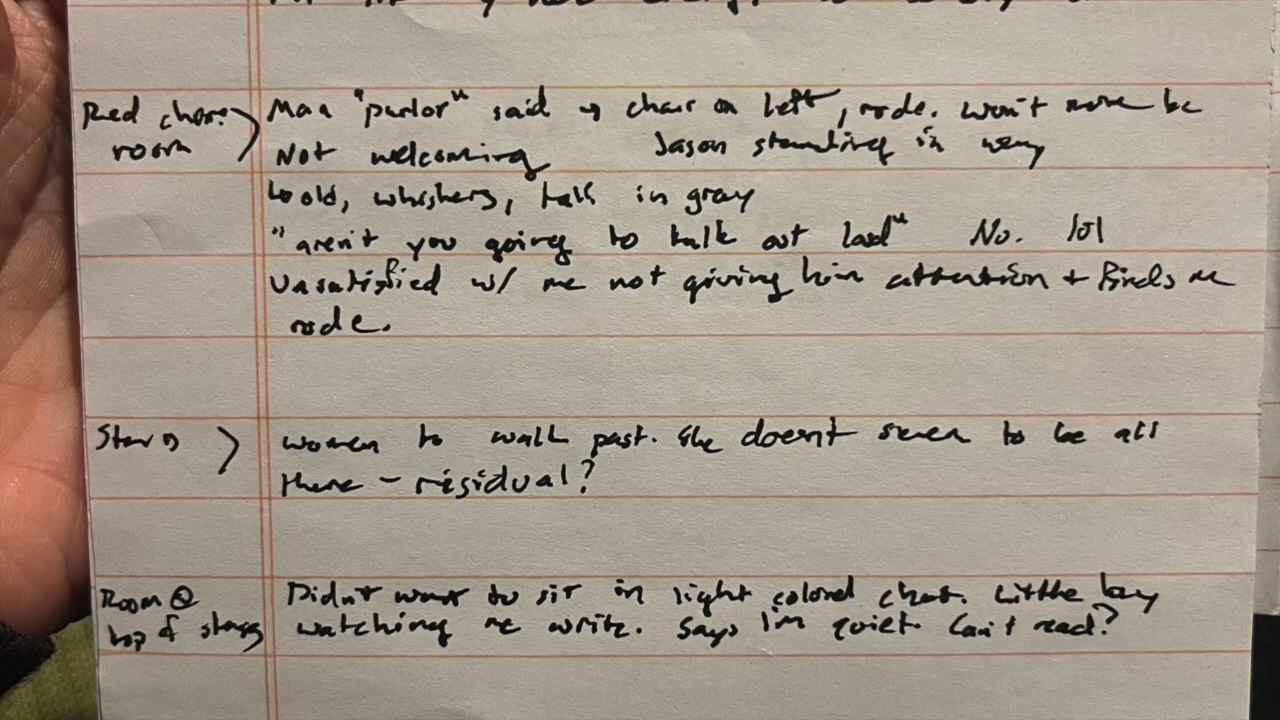 Red chair > Man "parlor" said → chair on left, rude. won't move bc
room Not welcoming Jason standing in way
old, whiskers, tall in gray
"aren't you going to talk out loud" No. lol
Unsatisfied w/ me not giving him attention + finds me
rude.
Stairs > women to walk past. She doesn't seem to be all
there - residual?
Room @ Didn't want to sit in light colored chair. Little boy
top of stairs watching me write. Says I'm quiet. Can't read?